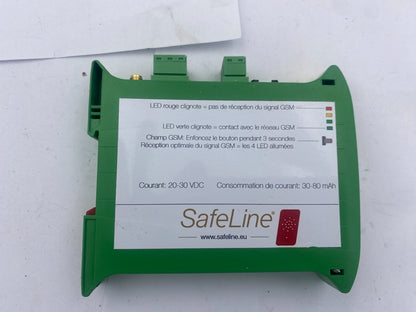 LED rouge clignote = pas de réception du signal GSM
LED verte clignote = contact avec le réseau GSM
Champ GSM: Enfoncez le bouton pendant 3 secondes
Réception optimale du signal GSM = les 4 LED allumées
Courant: 20-30 VDC Consommation de courant: 30-80 mAh
SafeLine®
www.safeline.eu